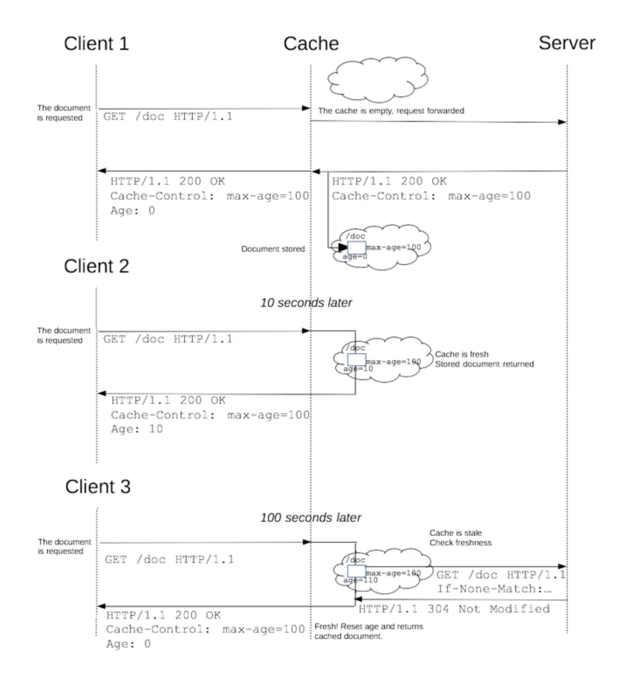 Client 1
Cache
Server
The document
is requested
GET /doc HTTP/1.1
The cache is empty, request forwarded
HTTP/1.1 200 OK
Cache-Control: max-age=100
Age: 0
HTTP/1.1 200 OK
Cache-Control: max-age=100
Document stored
/doc
max-age=100
age=0
Client 2
10 seconds later
The document
is requested
GET /doc HTTP/1.1
/doc
max-age=100
age=10
Cache is fresh
Stored document returned
HTTP/1.1 200 OK
Cache-Control: max-age=100
Age: 10
Client 3
100 seconds later
The document
is requested
GET /doc HTTP/1.1
Cache is stale
Check freshness
/doc
max-age=100
age=110
GET /doc HTTP/1.1
If-None-Match:…
HTTP/1.1 304 Not Modified
HTTP/1.1 200 OK
Cache-Control: max-age=100
Age: 0
Fresh! Reset age and returns
cached document.